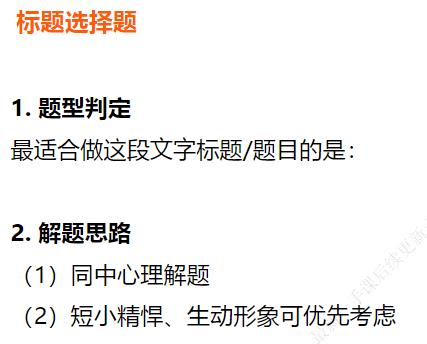 标题选择题
1. 题型判定
最适合做这段文字标题/题目的是：
2. 解题思路
（1）同中心理解题
（2）短小精悍、生动形象可优先考虑